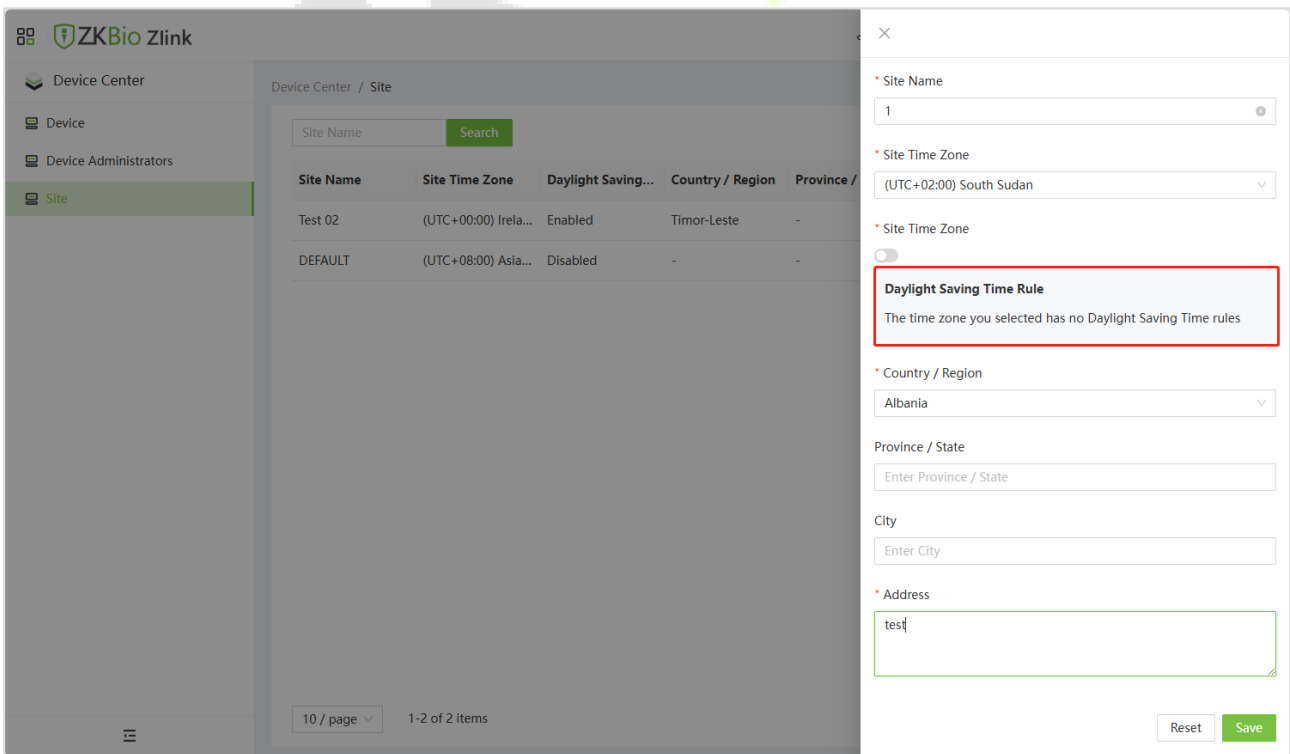 ZKBio Zlink
Device Center
Device
Device Administrators
Site
Device Center / Site
Site Name
Search
Site Name Site Time Zone Daylight Saving... Country / Region Province /
Test 02 (UTC+00:00) Irela... Enabled Timor-Leste -
DEFAULT (UTC+08:00) Asia... Disabled - -
10 / page 1-2 of 2 items
* Site Name
1
* Site Time Zone
(UTC+02:00) South Sudan
* Site Time Zone
Daylight Saving Time Rule
The time zone you selected has no Daylight Saving Time rules
* Country / Region
Albania
Province / State
Enter Province / State
City
Enter City
* Address
test
Reset Save